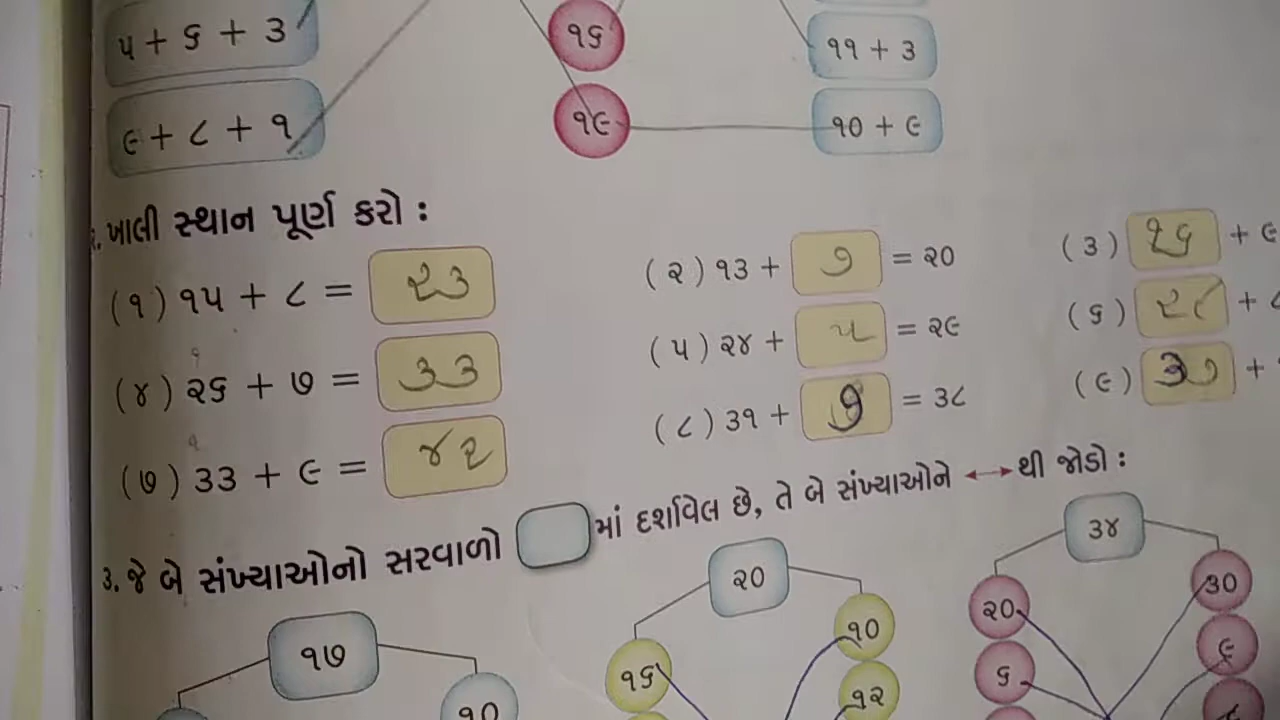 ૫ + ૬ + ૩
૯ + ૮ + ૧
૧૬
૧૯
૧૧ + ૩
૧૦ + ૯
૨. ખાલી સ્થાન પૂર્ણ કરો :
(૧) ૧૫ + ૮ = ૨૩
(૨) ૧૩ + ૭ = ૨૦
(૩) ૨૬ + ૯
(૪) ૨૬ + ૭ = ૩૩
(૫) ૨૪ + ૫ = ૨૯
(૬) ૨૮ +
(૭) ૩૩ + ૯ = ૪૨
(૮) ૩૧ + ૭ = ૩૮
(૯) ૩૭ +
૩. જે બે સંખ્યાઓનો સરવાળો માં દર્શાવેલ છે, તે બે સંખ્યાઓને ←→ થી જોડો :
૧૭
૧૦
૨૦
૧૬
૧૦
૧૨
૩૪
૨૦
૬
૩૦
૯